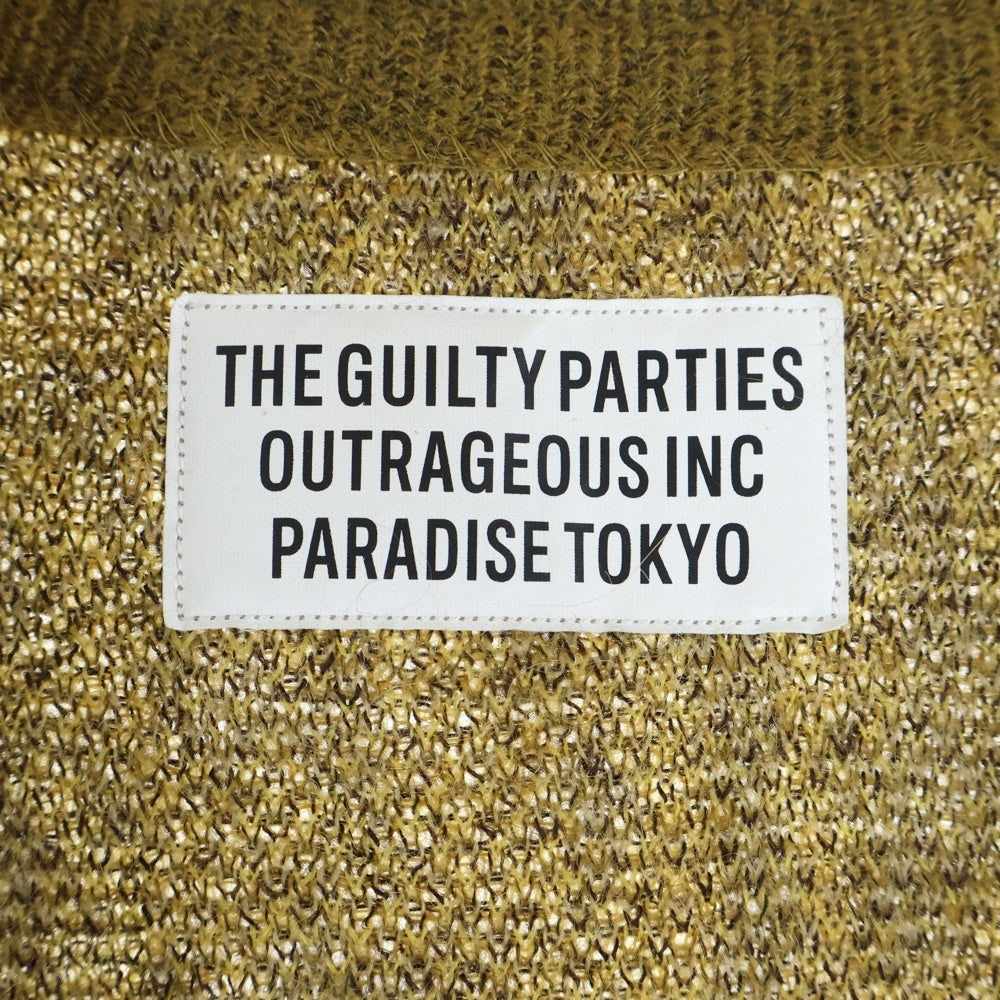 THE GUILTY PARTIES
OUTRAGEOUS INC
PARADISE TOKYO